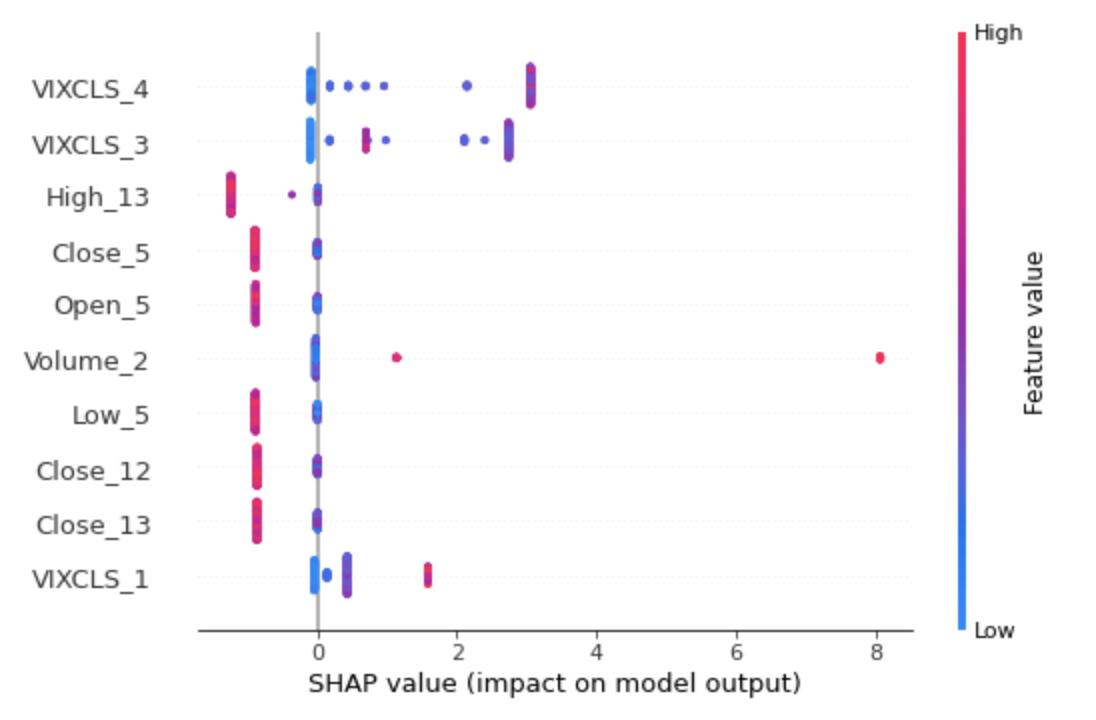 High
VIXCLS_4
VIXCLS_3
High_13
Close_5
Open_5
Volume_2
Low_5
Close_12
Close_13
VIXCLS_1
Feature value
Low
0 2 4 6 8
SHAP value (impact on model output)